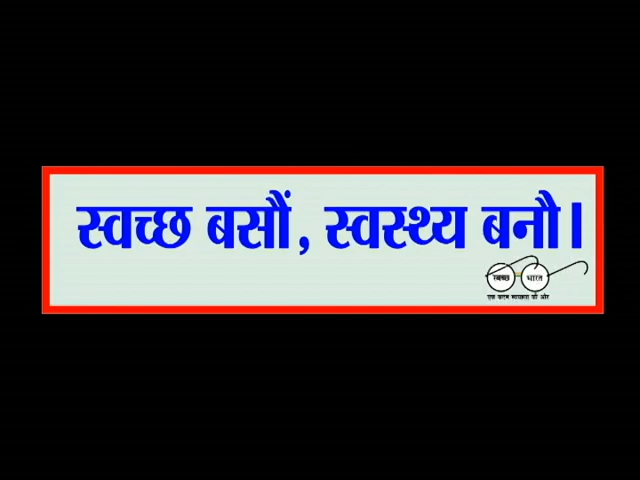 स्वच्छ बसौं, स्वस्थ्य बनौ।
स्वच्छ भारत
एक कदम स्वच्छता की ओर